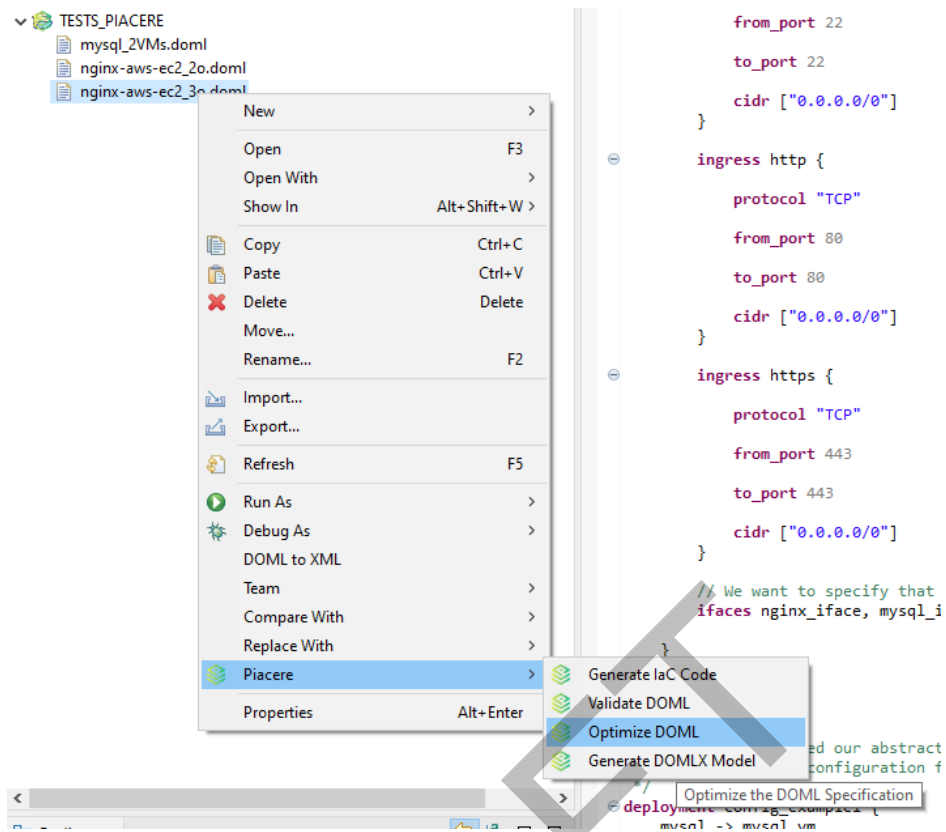 TESTS_PIACERE
mysql_2VMs.doml
nginx-aws-ec2_2o.doml
nginx-aws-ec2_3o.doml
New
Open F3
Open With
Show In Alt+Shift+W
Copy Ctrl+C
Paste Ctrl+V
Delete Delete
Move...
Rename... F2
Import...
Export...
Refresh F5
Run As
Debug As
DOML to XML
Team
Compare With
Replace With
Piacere
Properties Alt+Enter
Generate IaC Code
Validate DOML
Optimize DOML
Generate DOMLX Model
Optimize the DOML Specification
from_port 22
to_port 22
cidr ["0.0.0.0/0"]
}
ingress http {
protocol "TCP"
from_port 80
to_port 80
cidr ["0.0.0.0/0"]
}
ingress https {
protocol "TCP"
from_port 443
to_port 443
cidr ["0.0.0.0/0"]
}
// We want to specify that
ifaces nginx_iface, mysql_i
}
ed our abstract
configuration f
*/
deployment config_example1 {
mysql -> mysql_vm